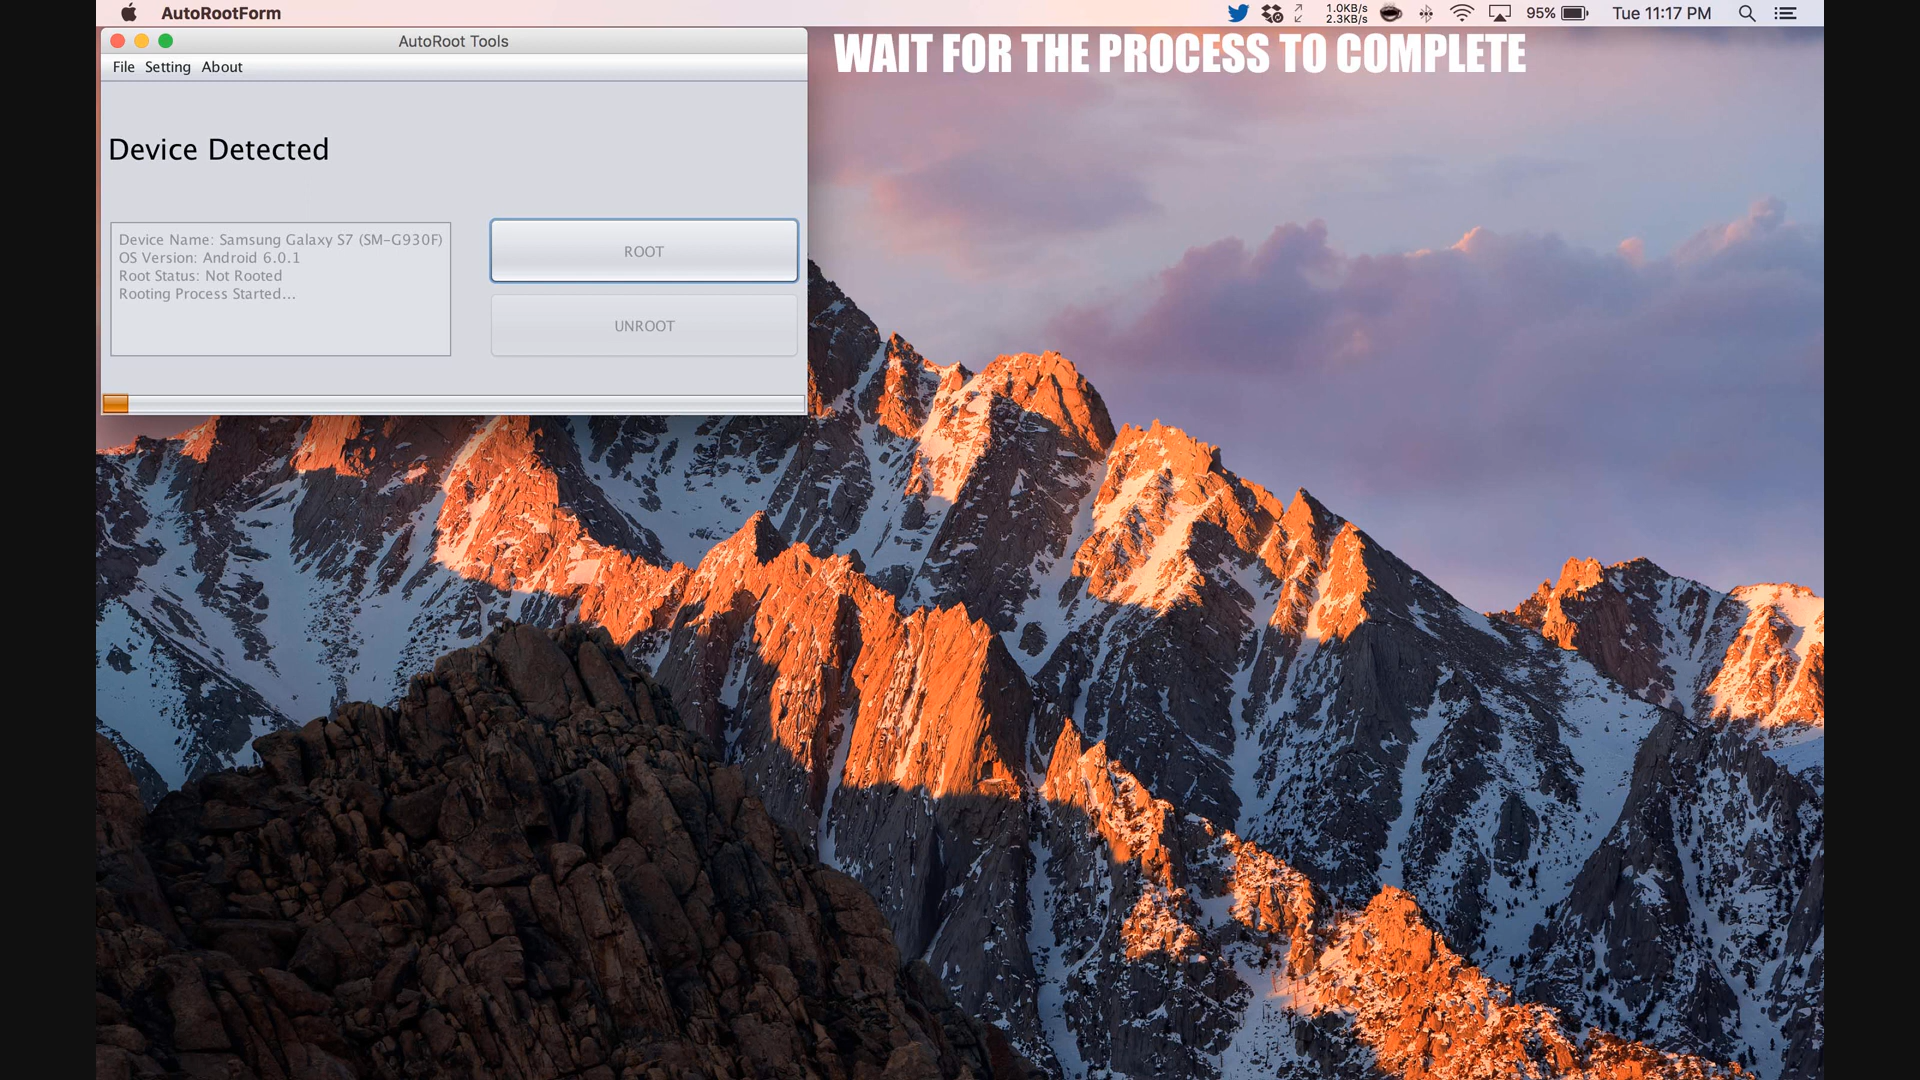 AutoRootForm
1.0KB/s
2.3KB/s
95%
Tue 11:17 PM
AutoRoot Tools
WAIT FOR THE PROCESS TO COMPLETE
File Setting About
Device Detected
Device Name: Samsung Galaxy S7 (SM-G930F)
OS Version: Android 6.0.1
Root Status: Not Rooted
Rooting Process Started...
ROOT
UNROOT